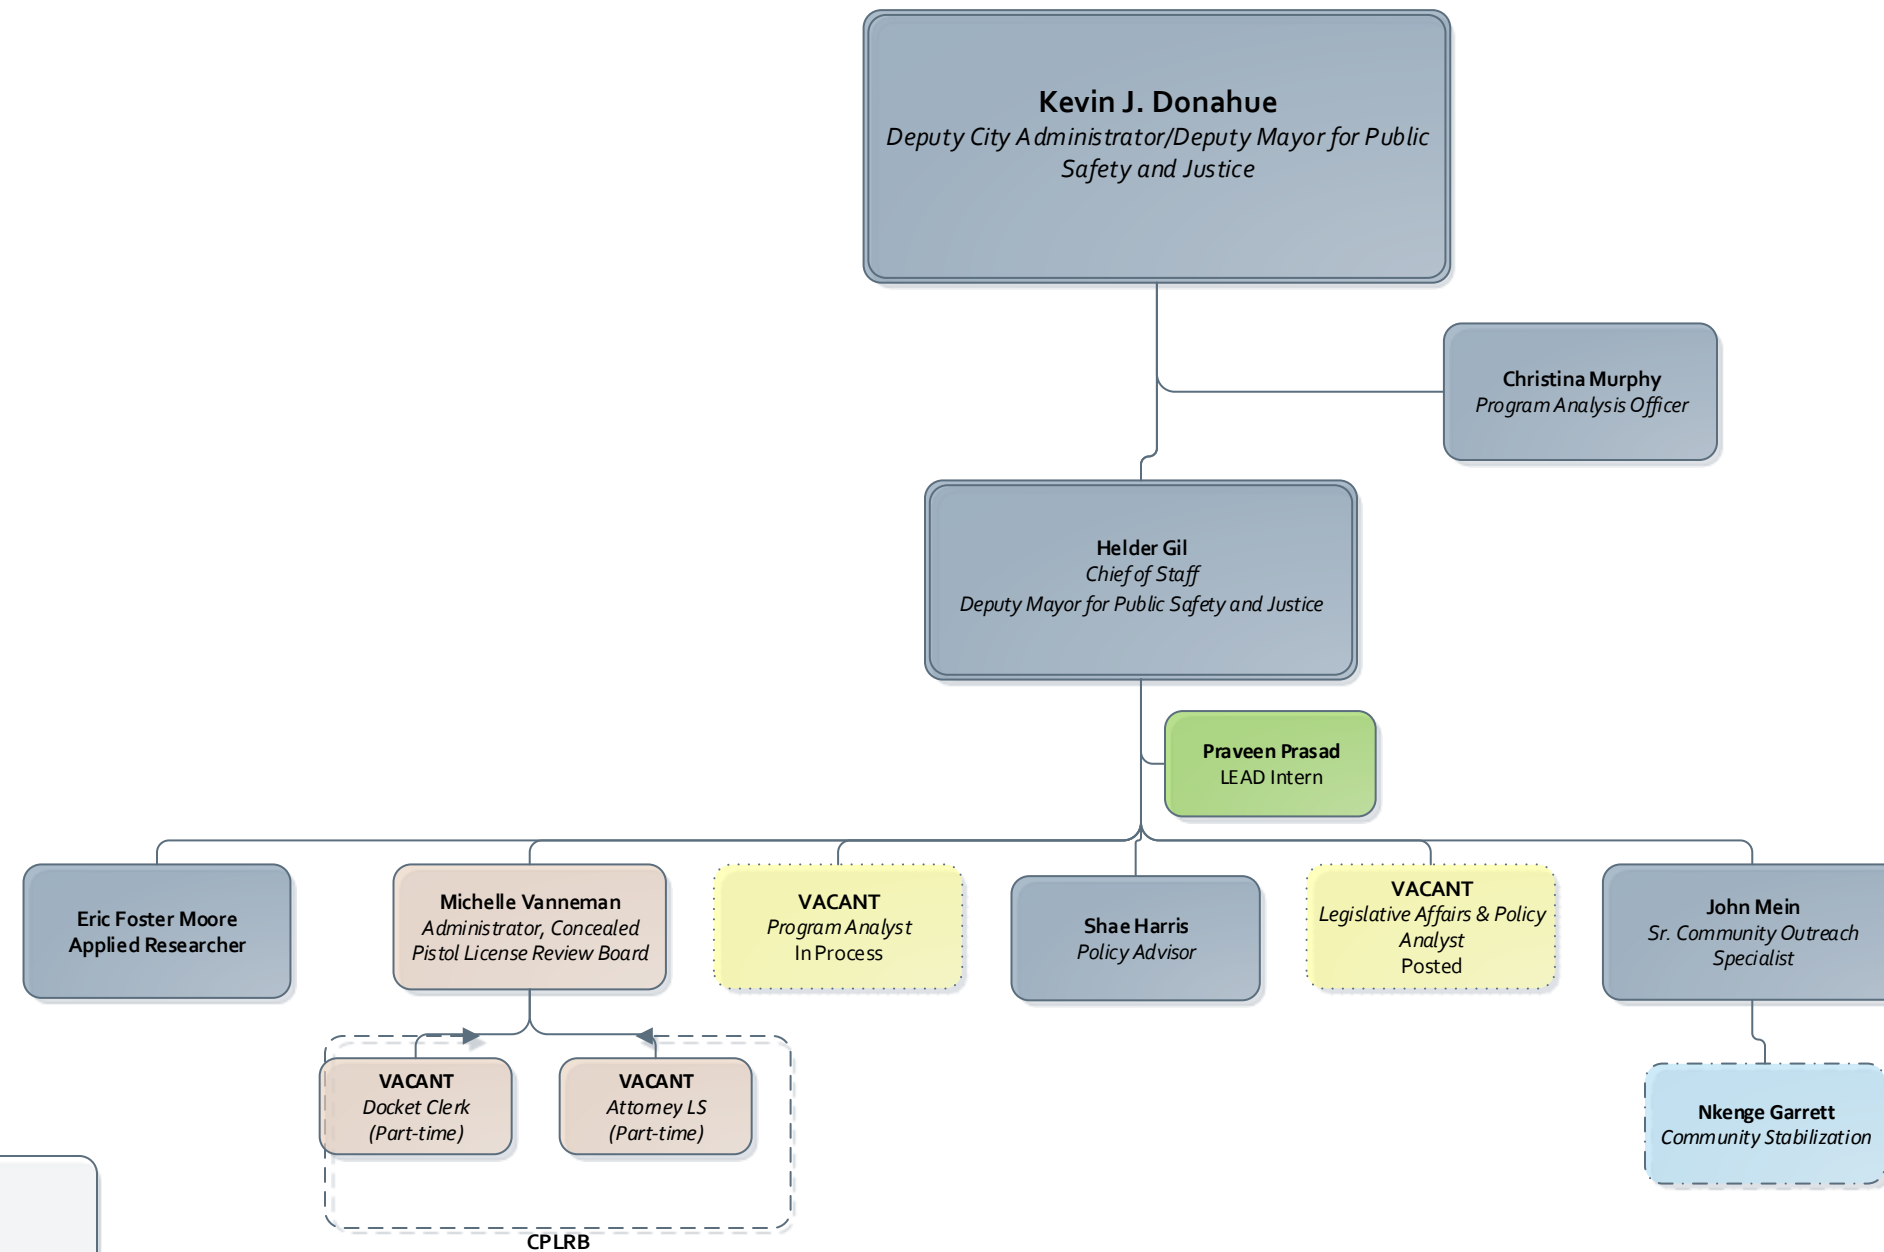 Kevin J. Donahue
Deputy City Administrator/Deputy Mayor for Public
Safety and Justice
Christina Murphy
Program Analysis Officer
Helder Gil
Chief of Staff
Deputy Mayor for Public Safety and Justice
Praveen Prasad
LEAD Intern
Eric Foster Moore
Applied Researcher
Michelle Vanneman
Administrator, Concealed
Pistol License Review Board
VACANT
Program Analyst
In Process
Shae Harris
Policy Advisor
VACANT
Legislative Affairs & Policy
Analyst
Posted
John Mein
Sr. Community Outreach
Specialist
VACANT
Docket Clerk
(Part-time)
VACANT
Attorney LS
(Part-time)
Nkenge Garrett
Community Stabilization
CPLRB